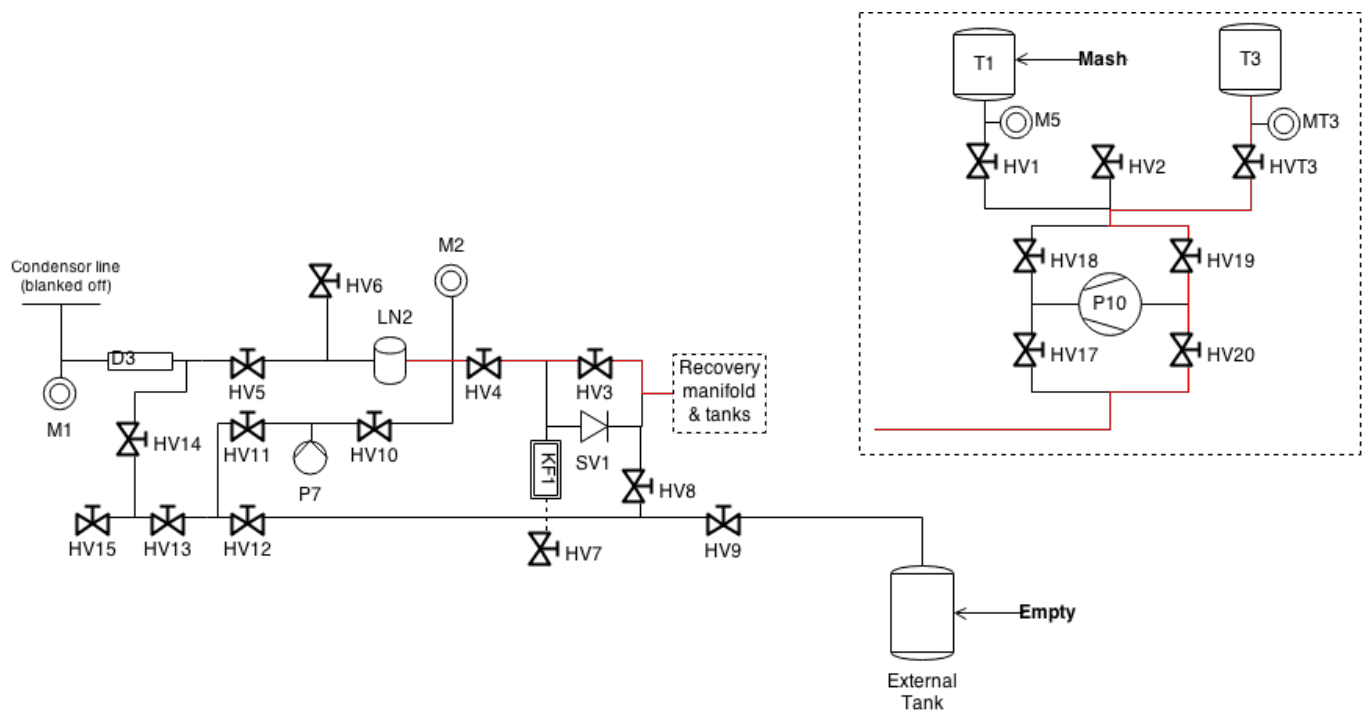 T1
Mash
T3
M5
MT3
HV1
HV2
HVT3
M2
Condensor line
(blanked off)
HV6
HV18
HV19
LN2
P10
D3
HV17
HV20
HV5
HV4
HV3
Recovery
manifold
& tanks
M1
HV14
HV11
HV10
SV1
P7
KF1
HV8
HV15
HV13
HV12
HV7
HV9
Empty
External
Tank